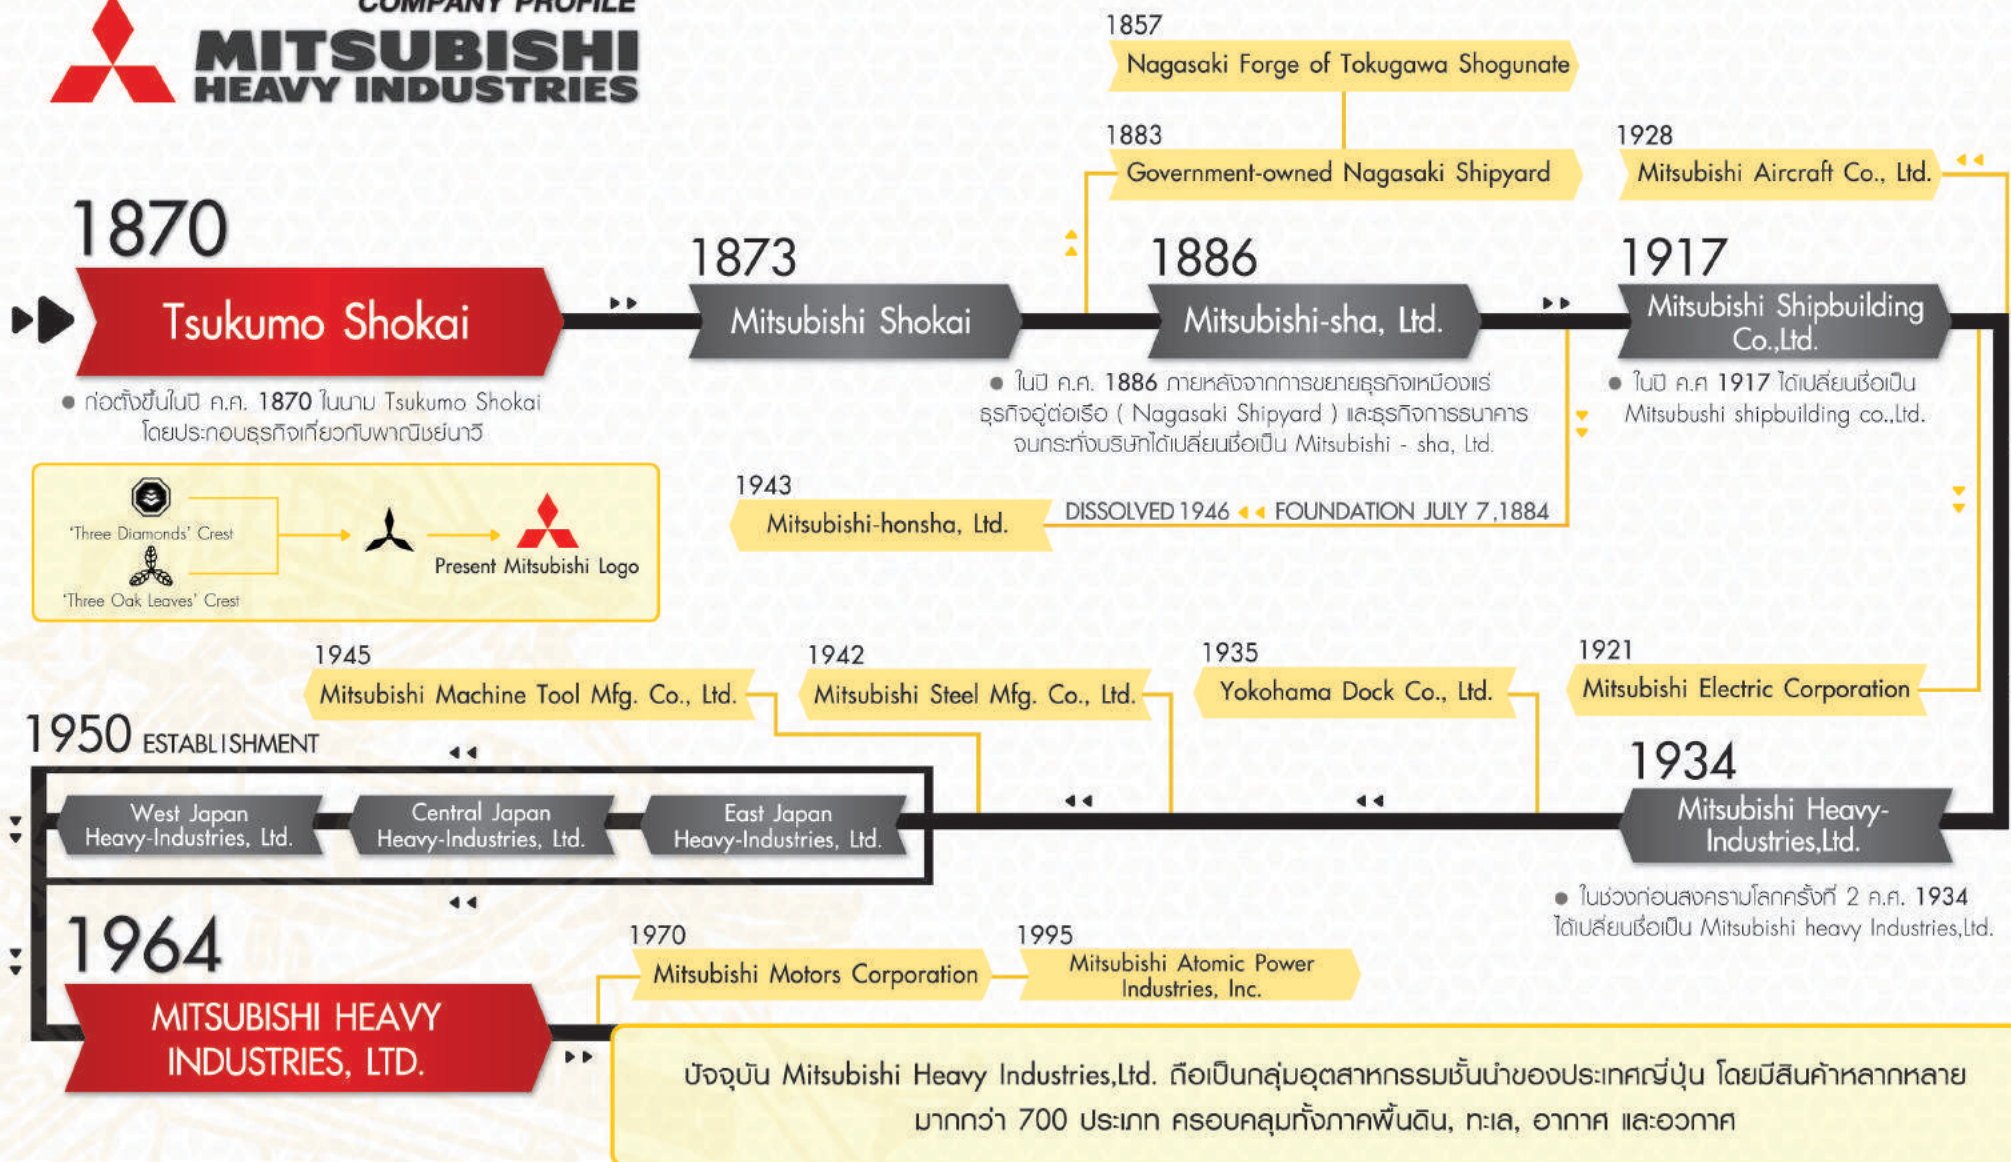 COMPANY PROFILE
MITSUBISHI
HEAVY INDUSTRIES
1857
Nagasaki Forge of Tokugawa Shogunate
1883
Government-owned Nagasaki Shipyard
1928
Mitsubishi Aircraft Co., Ltd.
1870
Tsukumo Shokai
1873
Mitsubishi Shokai
1886
Mitsubishi-sha, Ltd.
1917
Mitsubishi Shipbuilding
Co.,Ltd.
● ก่อตั้งขึ้นในปี ค.ศ. 1870 ในนาม Tsukumo Shokai
โดยประกอบธุรกิจเกี่ยวกับพาณิชย์นาวี
● ในปี ค.ศ. 1886 ภายหลังจากการขยายธุรกิจเหมืองแร่
ธุรกิจอู่ต่อเรือ ( Nagasaki Shipyard ) และธุรกิจการธนาคาร
จนกระทั่งบริษัทได้เปลี่ยนชื่อเป็น Mitsubishi - sha, Ltd.
● ในปี ค.ศ 1917 ได้เปลี่ยนชื่อเป็น
Mitsubushi shipbuilding co.,Ltd.
'Three Diamonds' Crest
'Three Oak Leaves' Crest
Present Mitsubishi Logo
1943
Mitsubishi-honsha, Ltd.
DISSOLVED 1946
FOUNDATION JULY 7,1884
1945
Mitsubishi Machine Tool Mfg. Co., Ltd.
1942
Mitsubishi Steel Mfg. Co., Ltd.
1935
Yokohama Dock Co., Ltd.
1921
Mitsubishi Electric Corporation
1950 ESTABLISHMENT
West Japan
Heavy-Industries, Ltd.
Central Japan
Heavy-Industries, Ltd.
East Japan
Heavy-Industries, Ltd.
1934
Mitsubishi Heavy-
Industries,Ltd.
● ในช่วงก่อนสงครามโลกครั้งที่ 2 ค.ศ. 1934
ได้เปลี่ยนชื่อเป็น Mitsubishi heavy Industries,Ltd.
1964
MITSUBISHI HEAVY
INDUSTRIES, LTD.
1970
Mitsubishi Motors Corporation
1995
Mitsubishi Atomic Power
Industries, Inc.
ปัจจุบัน Mitsubishi Heavy Industries,Ltd. ถือเป็นกลุ่มอุตสาหกรรมชั้นนำของประเทศญี่ปุ่น โดยมีสินค้าหลากหลาย
มากกว่า 700 ประเภท ครอบคลุมทั้งภาคพื้นดิน, ทะเล, อากาศ และอวกาศ